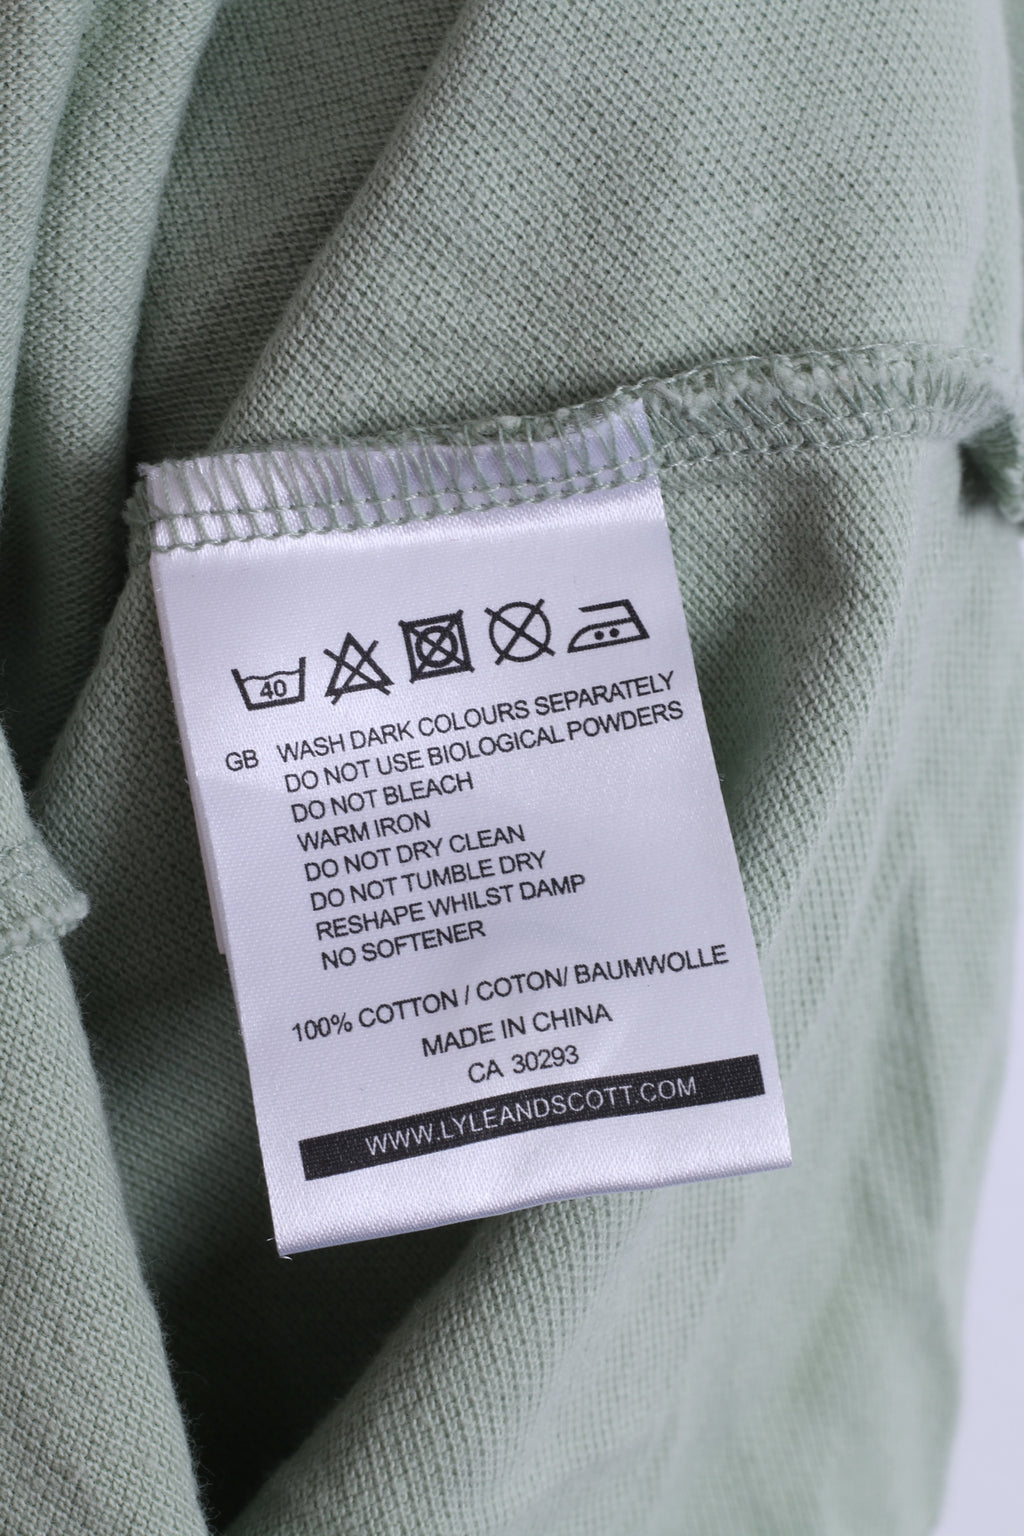 40
GB WASH DARK COLOURS SEPARATELY
DO NOT USE BIOLOGICAL POWDERS
DO NOT BLEACH
WARM IRON
DO NOT DRY CLEAN
DO NOT TUMBLE DRY
RESHAPE WHILST DAMP
NO SOFTENER
100% COTTON / COTON/ BAUMWOLLE
MADE IN CHINA
CA 30293
WWW.LYLEANDSCOTT.COM